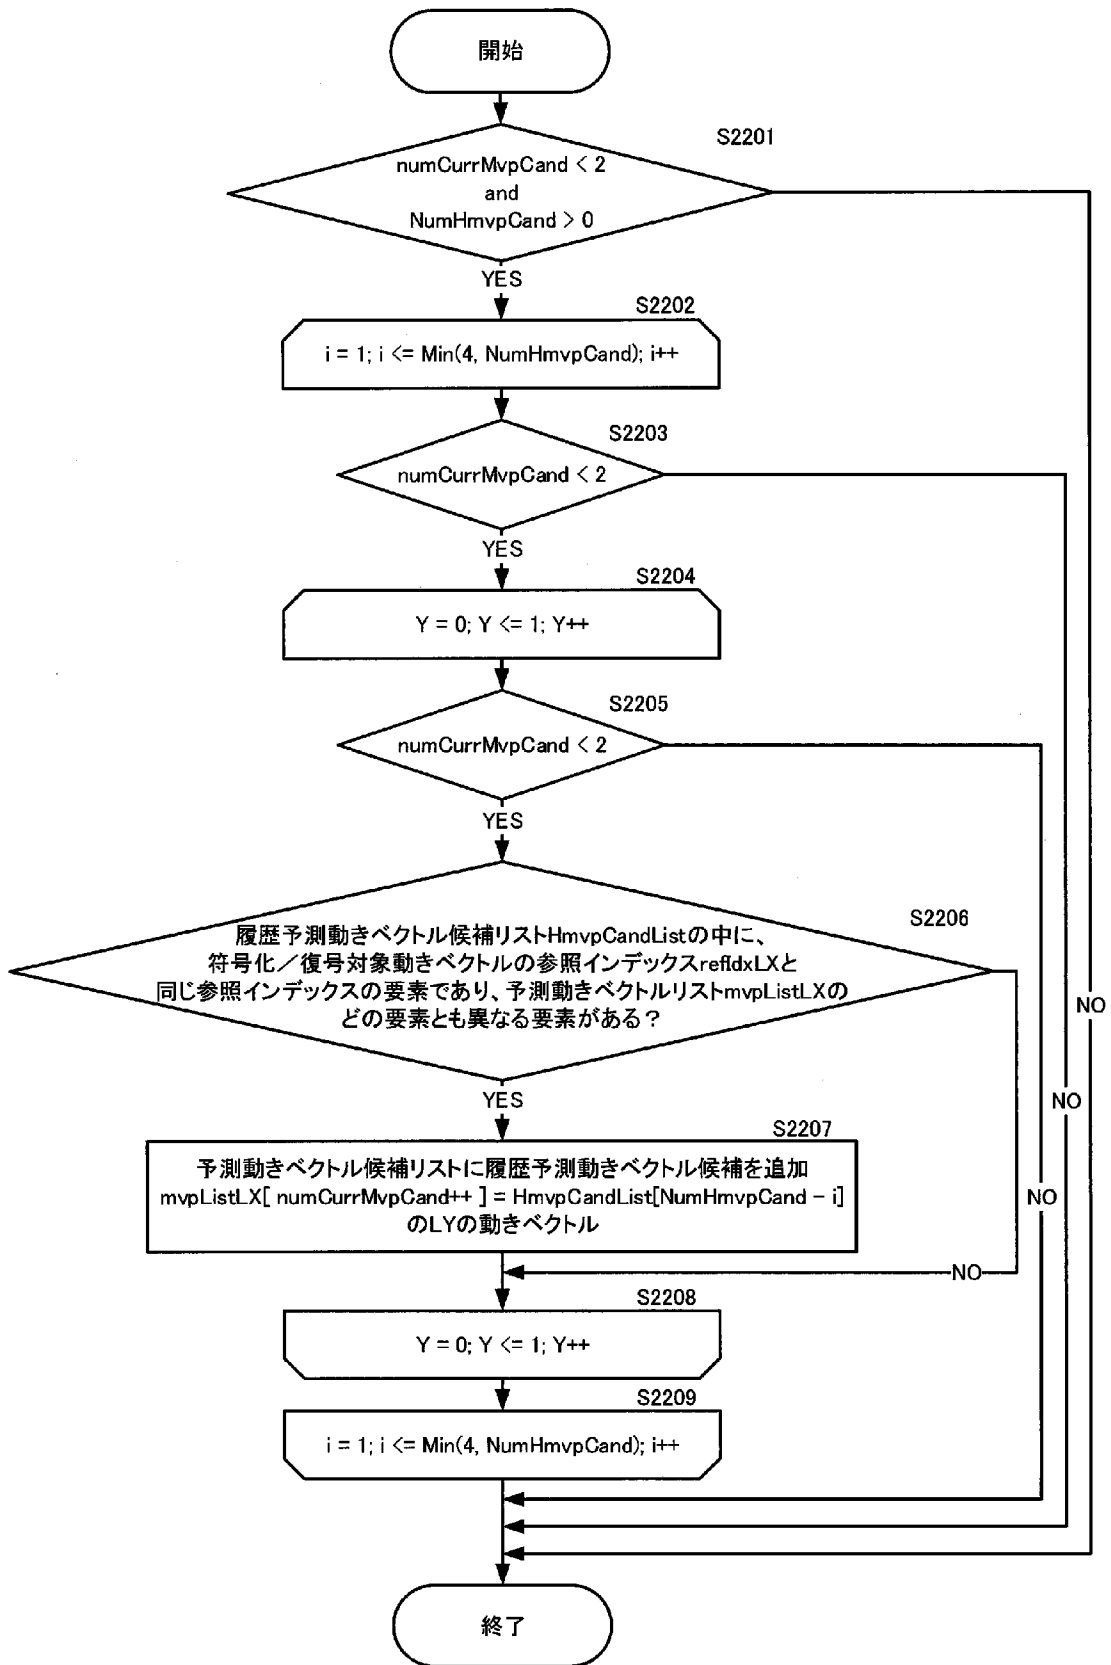 開始
S2201
numCurrMvpCand < 2
and
NumHmvpCand > 0
YES
S2202
i = 1; i <= Min(4, NumHmvpCand); i++
S2203
numCurrMvpCand < 2
YES
S2204
Y = 0; Y <= 1; Y++
S2205
numCurrMvpCand < 2
YES
S2206
履歴予測動きベクトル候補リストHmvpCandListの中に、
符号化／復号対象動きベクトルの参照インデックスrefIdxLXと
同じ参照インデックスの要素であり、予測動きベクトルリストmvpListLXの
どの要素とも異なる要素がある？
NO
YES
NO
S2207
予測動きベクトル候補リストに履歴予測動きベクトル候補を追加
mvpListLX[ numCurrMvpCand++ ] = HmvpCandList[NumHmvpCand - i]
のLYの動きベクトル
NO
NO
S2208
Y = 0; Y <= 1; Y++
S2209
i = 1; i <= Min(4, NumHmvpCand); i++
終了